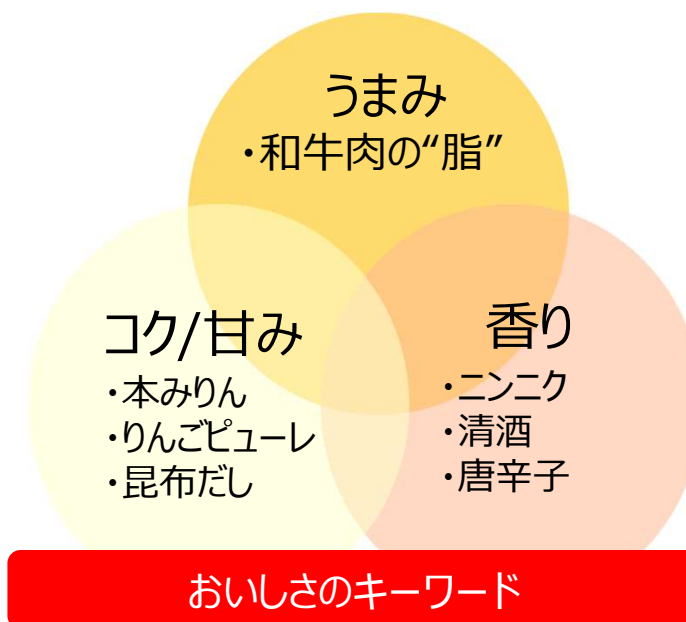 うまみ
・和牛肉の“脂”
コク/甘み
・本みりん
・りんごピューレ
・昆布だし
香り
・ニンニク
・清酒
・唐辛子
おいしさのキーワード